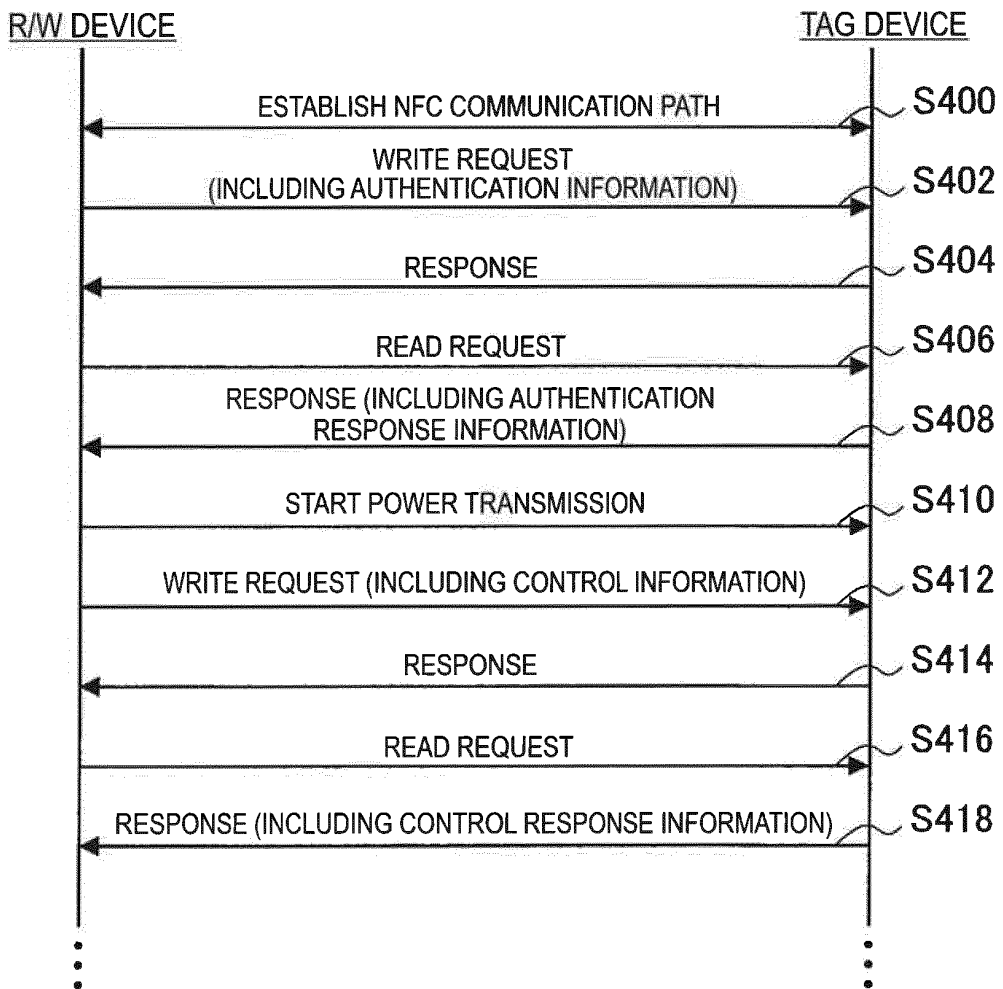 R/W DEVICE
TAG DEVICE
ESTABLISH NFC COMMUNICATION PATH
S400
WRITE REQUEST
(INCLUDING AUTHENTICATION INFORMATION)
S402
RESPONSE
S404
READ REQUEST
S406
RESPONSE (INCLUDING AUTHENTICATION
RESPONSE INFORMATION)
S408
START POWER TRANSMISSION
S410
WRITE REQUEST (INCLUDING CONTROL INFORMATION)
S412
RESPONSE
S414
READ REQUEST
S416
RESPONSE (INCLUDING CONTROL RESPONSE INFORMATION)
S418